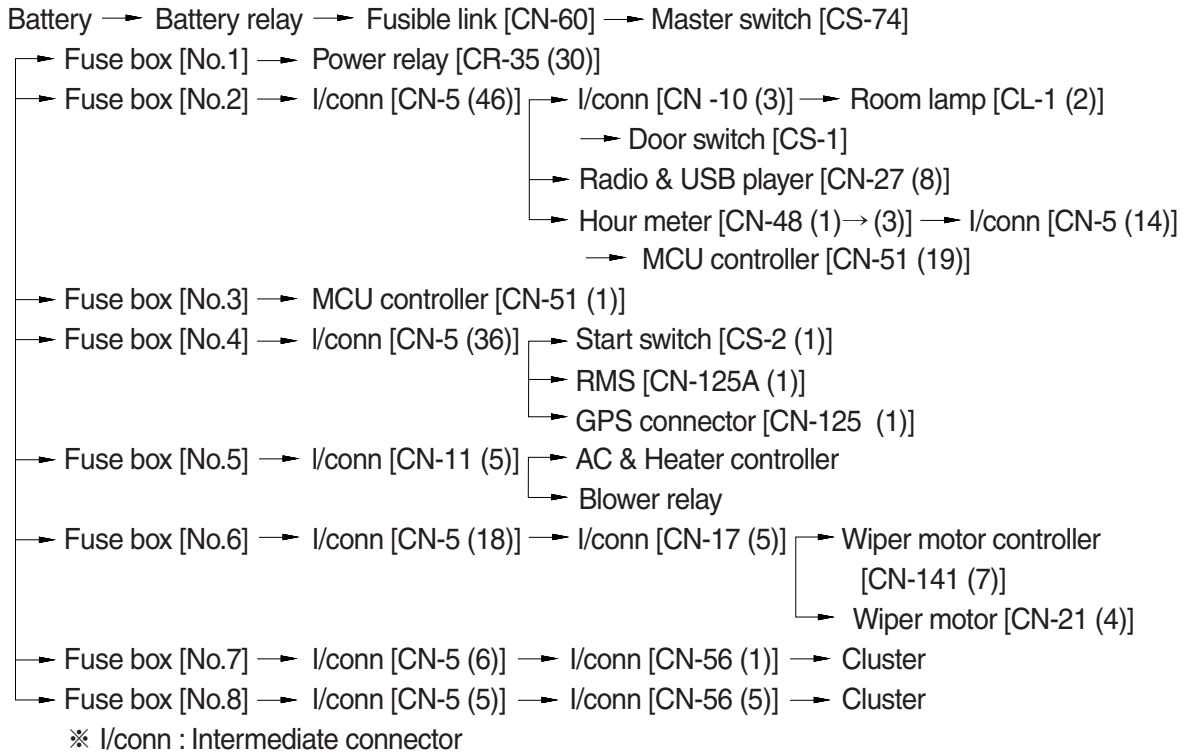 Battery → Battery relay → Fusible link [CN-60] → Master switch [CS-74]
→ Fuse box [No.1] → Power relay [CR-35 (30)]
→ Fuse box [No.2] → I/conn [CN-5 (46)] → I/conn [CN -10 (3)] → Room lamp [CL-1 (2)]
→ Door switch [CS-1]
→ Radio & USB player [CN-27 (8)]
→ Hour meter [CN-48 (1)→(3)] → I/conn [CN-5 (14)]
→ MCU controller [CN-51 (19)]
→ Fuse box [No.3] → MCU controller [CN-51 (1)]
→ Fuse box [No.4] → I/conn [CN-5 (36)] → Start switch [CS-2 (1)]
→ RMS [CN-125A (1)]
→ GPS connector [CN-125 (1)]
→ Fuse box [No.5] → I/conn [CN-11 (5)] → AC & Heater controller
→ Blower relay
→ Fuse box [No.6] → I/conn [CN-5 (18)] → I/conn [CN-17 (5)] → Wiper motor controller
[CN-141 (7)]
→ Wiper motor [CN-21 (4)]
→ Fuse box [No.7] → I/conn [CN-5 (6)] → I/conn [CN-56 (1)] → Cluster
→ Fuse box [No.8] → I/conn [CN-5 (5)] → I/conn [CN-56 (5)] → Cluster
※ I/conn : Intermediate connector